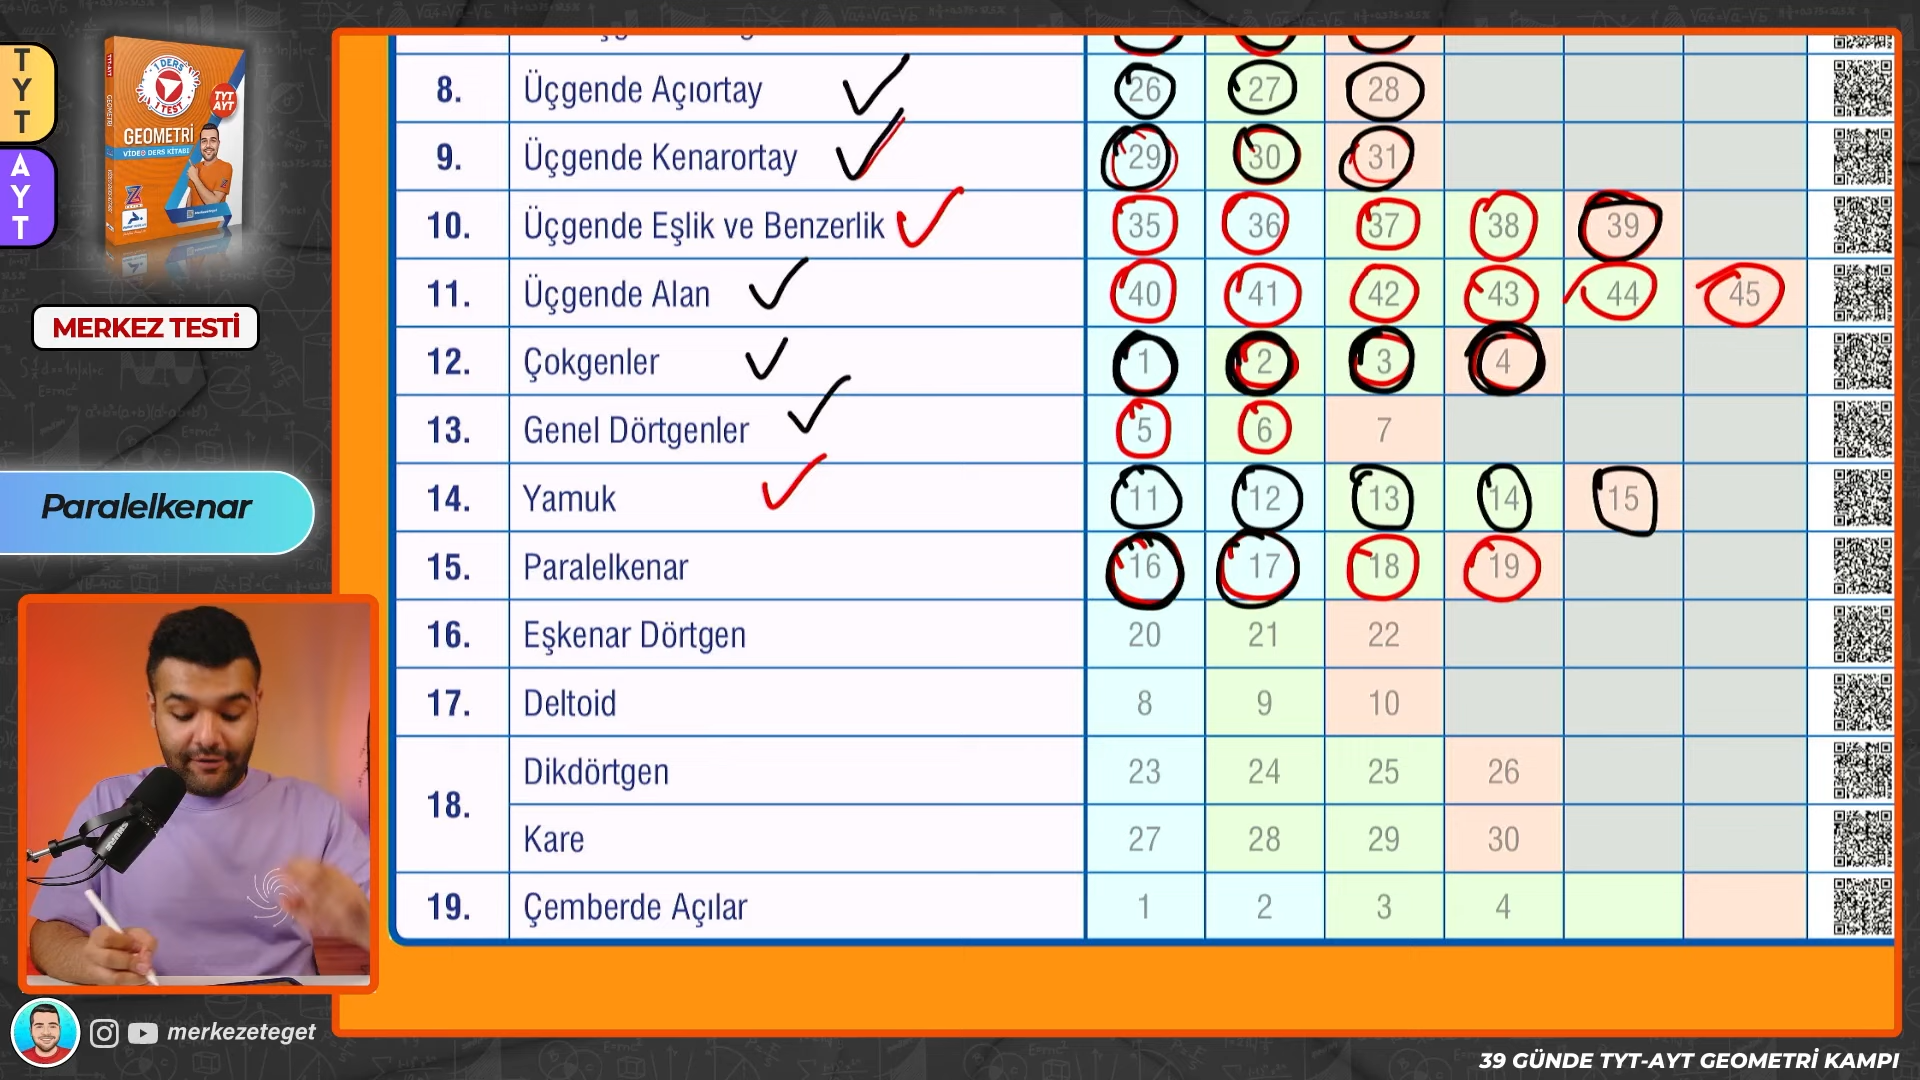 TYT
AYT
1 DERS
1 TEST
TYT
AYT
GEOMETRİ
VİDEO DERS KİTABI
MERKEZ TESTİ
Paralelkenar
8. Üçgende Açıortay 26 27 28
9. Üçgende Kenarortay 29 30 31
10. Üçgende Eşlik ve Benzerlik 35 36 37 38 39
11. Üçgende Alan 40 41 42 43 44 45
12. Çokgenler 1 2 3 4
13. Genel Dörtgenler 5 6 7
14. Yamuk 11 12 13 14 15
15. Paralelkenar 16 17 18 19
16. Eşkenar Dörtgen 20 21 22
17. Deltoid 8 9 10
18. Dikdörtgen 23 24 25 26
Kare 27 28 29 30
19. Çemberde Açılar 1 2 3 4
SHURE
merkezeteget
39 GÜNDE TYT-AYT GEOMETRİ KAMPI